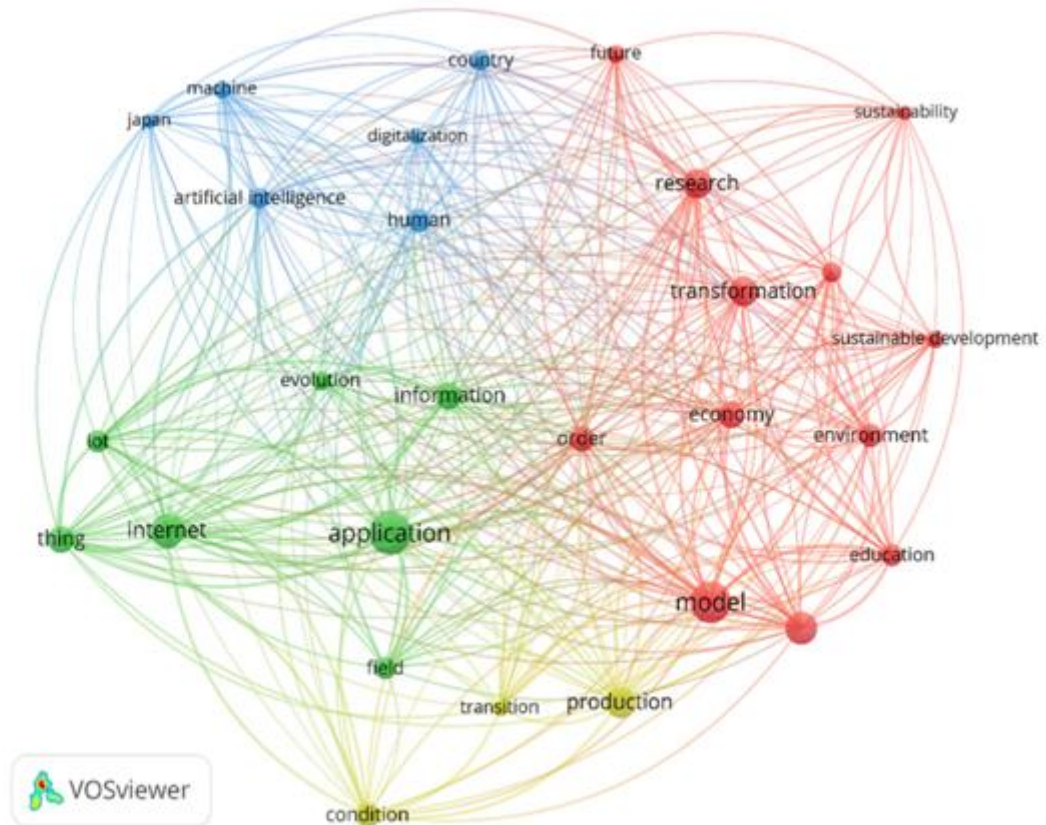 future
country
machine
sustainability
japan
digitalization
research
artificial intelligence
human
transformation
sustainable development
evolution
information
economy
order
environment
iot
internet
application
thing
education
model
field
production
transition
VOSviewer
condition